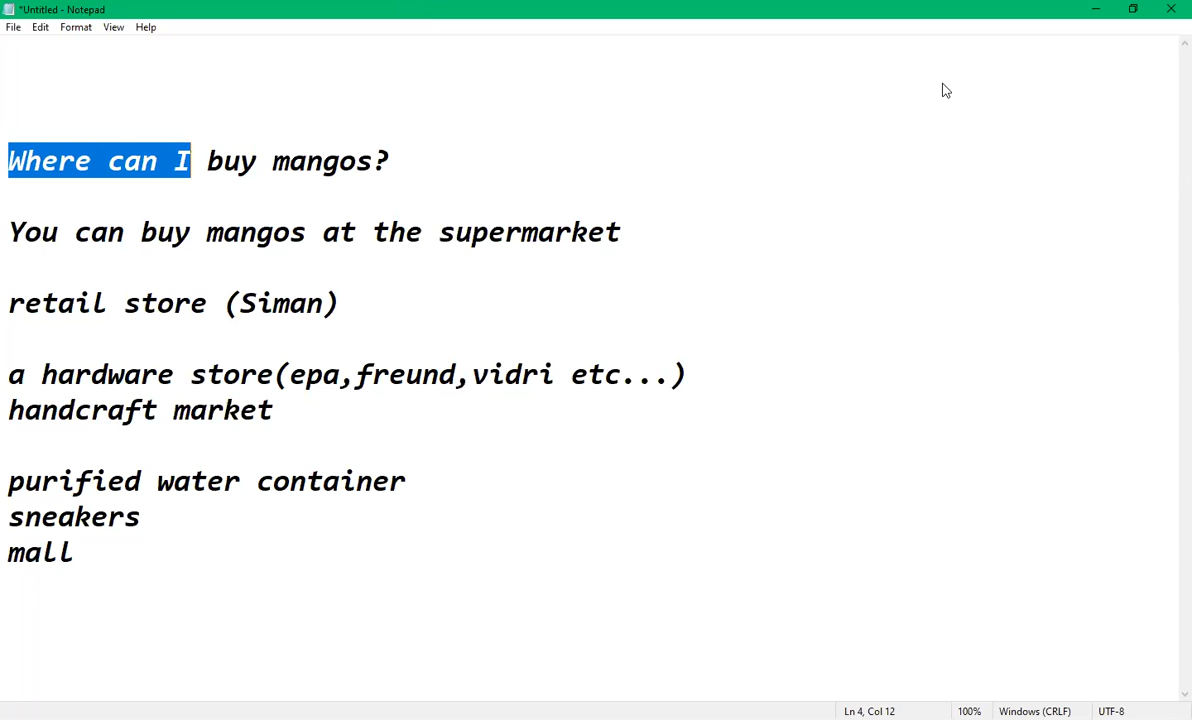 *Untitled - Notepad
File Edit Format View Help
Where can I buy mangos?
You can buy mangos at the supermarket
retail store (Siman)
a hardware store(epa,freund,vidri etc...)
handcraft market
purified water container
sneakers
mall
Ln 4, Col 12 100% Windows (CRLF) UTF-8